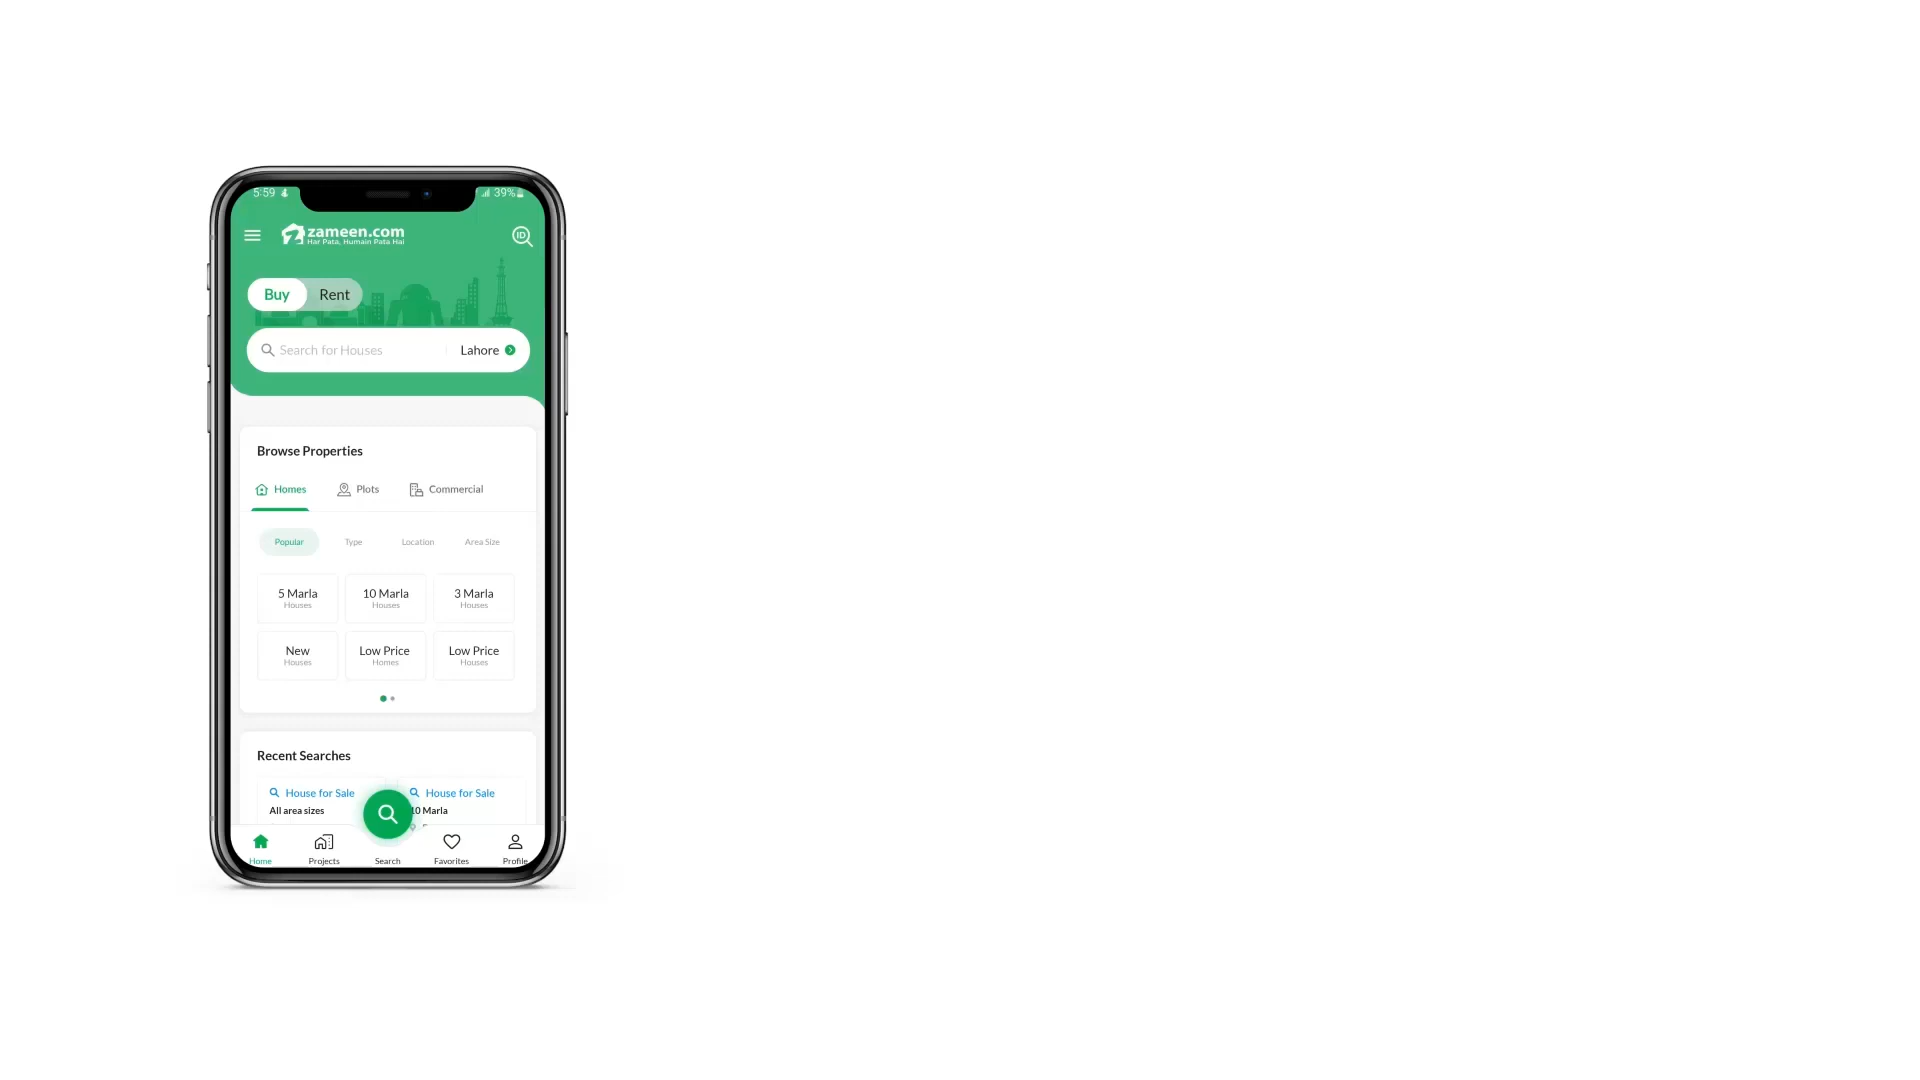 5:59 39%
zameen.com
Har Pata, Humain Pata Hai
ID
Buy Rent
Search for Houses Lahore
Browse Properties
Homes Plots Commercial
Popular Type Location Area Size
5 Marla 10 Marla 3 Marla
Houses Houses Houses
New Low Price Low Price
Houses Homes Houses
Recent Searches
House for Sale House for Sale
All area sizes 10 Marla
Home Projects Search Favorites Profile